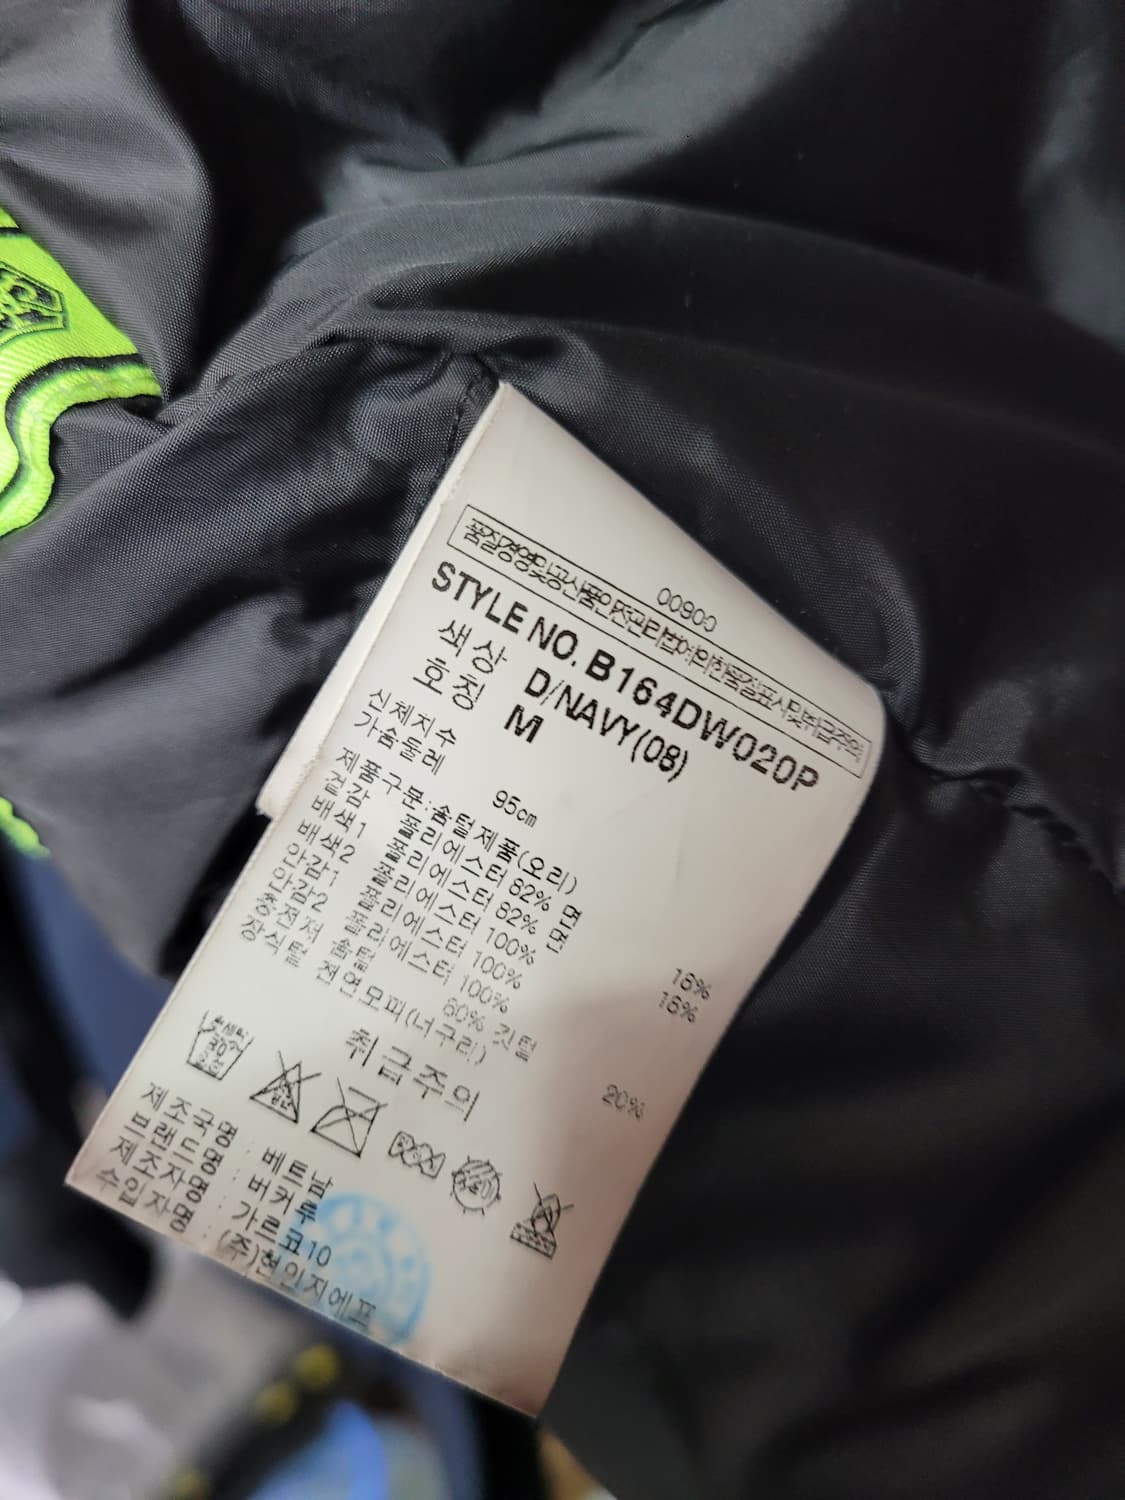 00900
품질경영및공산품안전관리법에의한품질표시및취급주의
STYLE NO. B164DW020P
색상 D/NAVY(08)
호칭 M
신체치수
가슴둘레 95cm
제품구분:솜털제품(오리)
겉감 폴리에스터 82% 면 18%
배색1 폴리에스터 82% 면 18%
배색2 폴리에스터 100%
안감1 폴리에스터 100%
안감2 폴리에스터 100%
충전재 솜털 80% 깃털 20%
장식털 천연모피(너구리)
취급주의
제조국명 : 베트남
브랜드명 : 버커루
제조자명 : 가르코10
수입자명 : (주)현인지에프